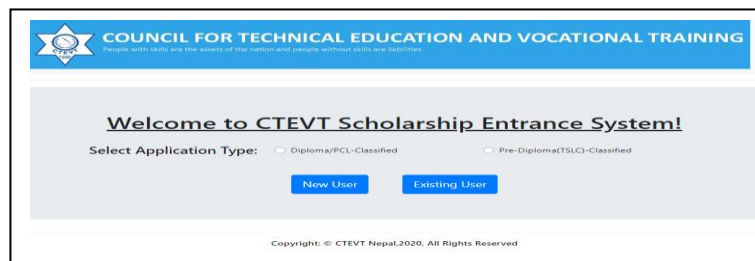 CTEVT
COUNCIL FOR TECHNICAL EDUCATION AND VOCATIONAL TRAINING
People with skills are the assets of the nation and people without skills are liabilities
Welcome to CTEVT Scholarship Entrance System!
Select Application Type: Diploma/PCL-Classified Pre-Diploma(TSLC)-Classified
New User Existing User
Copyright: © CTEVT Nepal,2020, All Rights Reserved